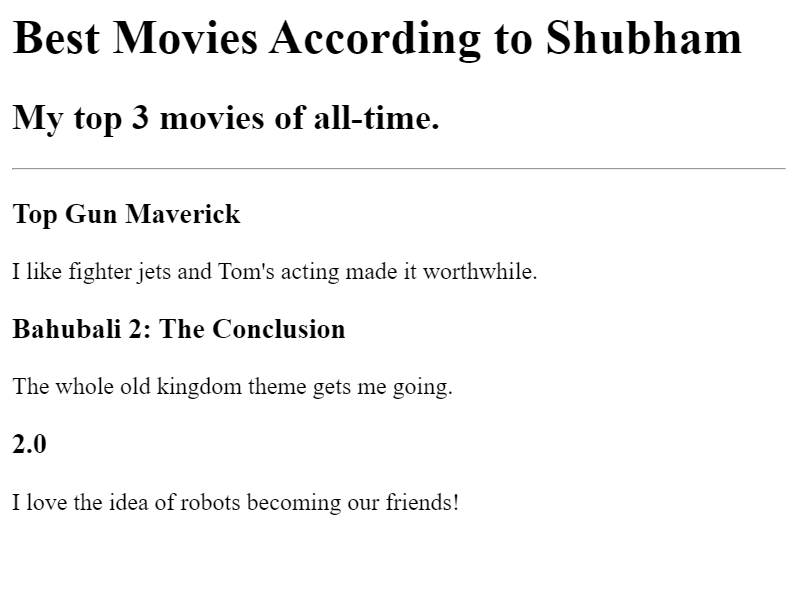 Best Movies According to Shubham
My top 3 movies of all-time.
Top Gun Maverick
I like fighter jets and Tom's acting made it worthwhile.
Bahubali 2: The Conclusion
The whole old kingdom theme gets me going.
2.0
I love the idea of robots becoming our friends!